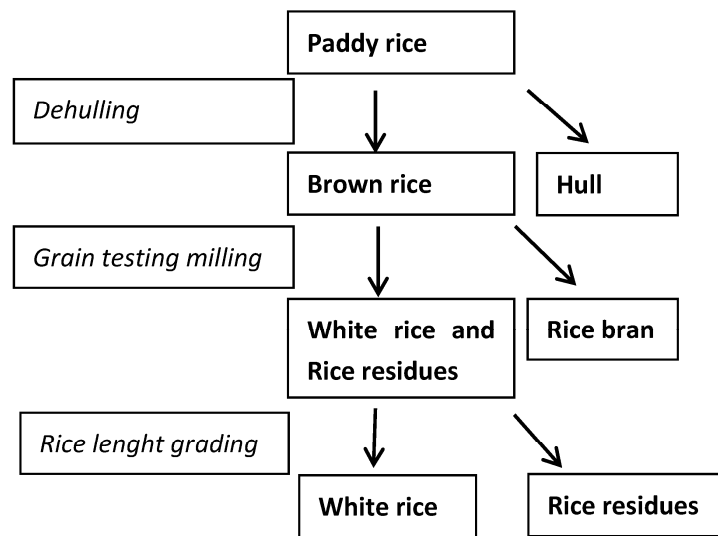 Paddy rice
Dehulling
Brown rice
Hull
Grain testing milling
White rice and
Rice residues
Rice bran
Rice lenght grading
White rice
Rice residues